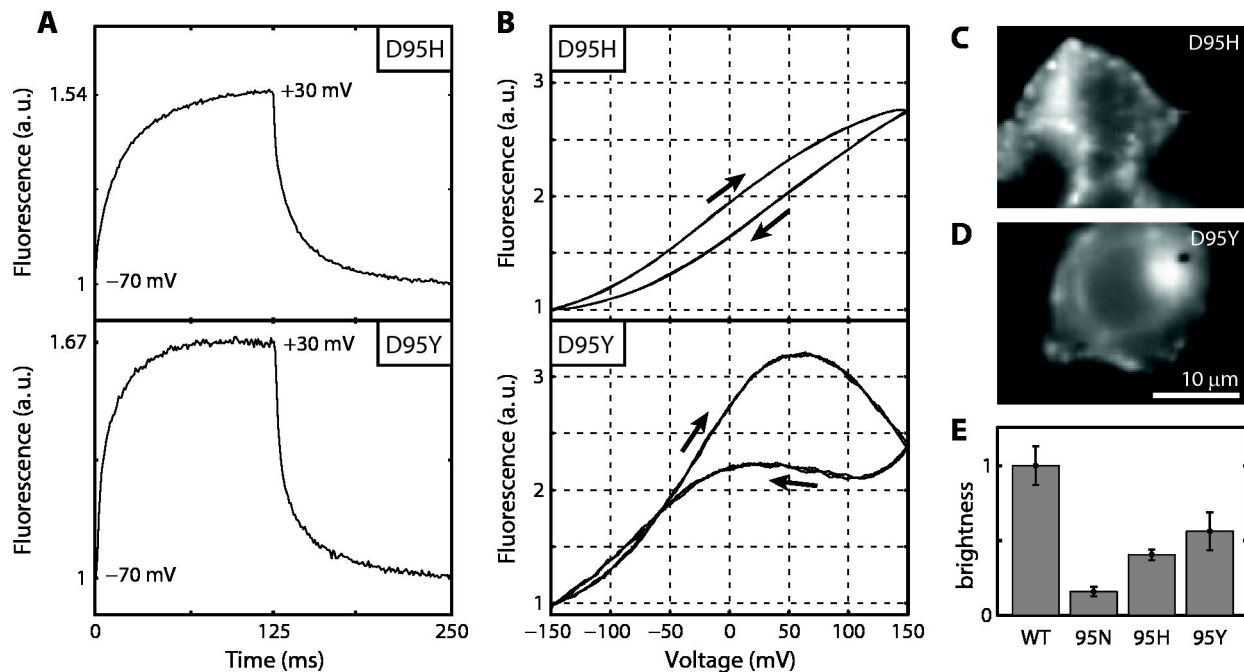 A
D95H
Fluorescence (a. u.)
1.54
1
+30 mV
−70 mV
D95Y
Fluorescence (a. u.)
1.67
1
+30 mV
−70 mV
0
125
250
Time (ms)
B
D95H
Fluorescence (a. u.)
3
2
1
D95Y
Fluorescence (a. u.)
3
2
1
−150
−100
−50
0
50
100
150
Voltage (mV)
C
D95H
D
D95Y
10 μm
E
brightness
1
0
WT
95N
95H
95Y